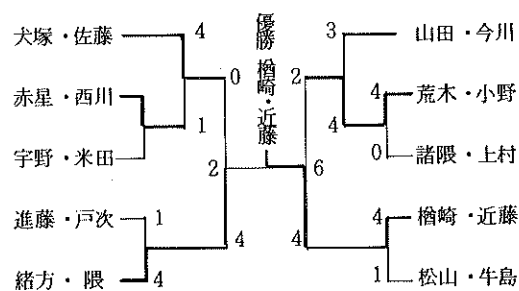 優勝 楢崎・近藤
犬塚・佐藤
赤星・西川
宇野・米田
進藤・戸次
緒方・隈
4
0
1
2
1
4
4
山田・今川
荒木・小野
諸隈・上村
楢崎・近藤
松山・牛島
3
2
4
4
0
6
4
4
1